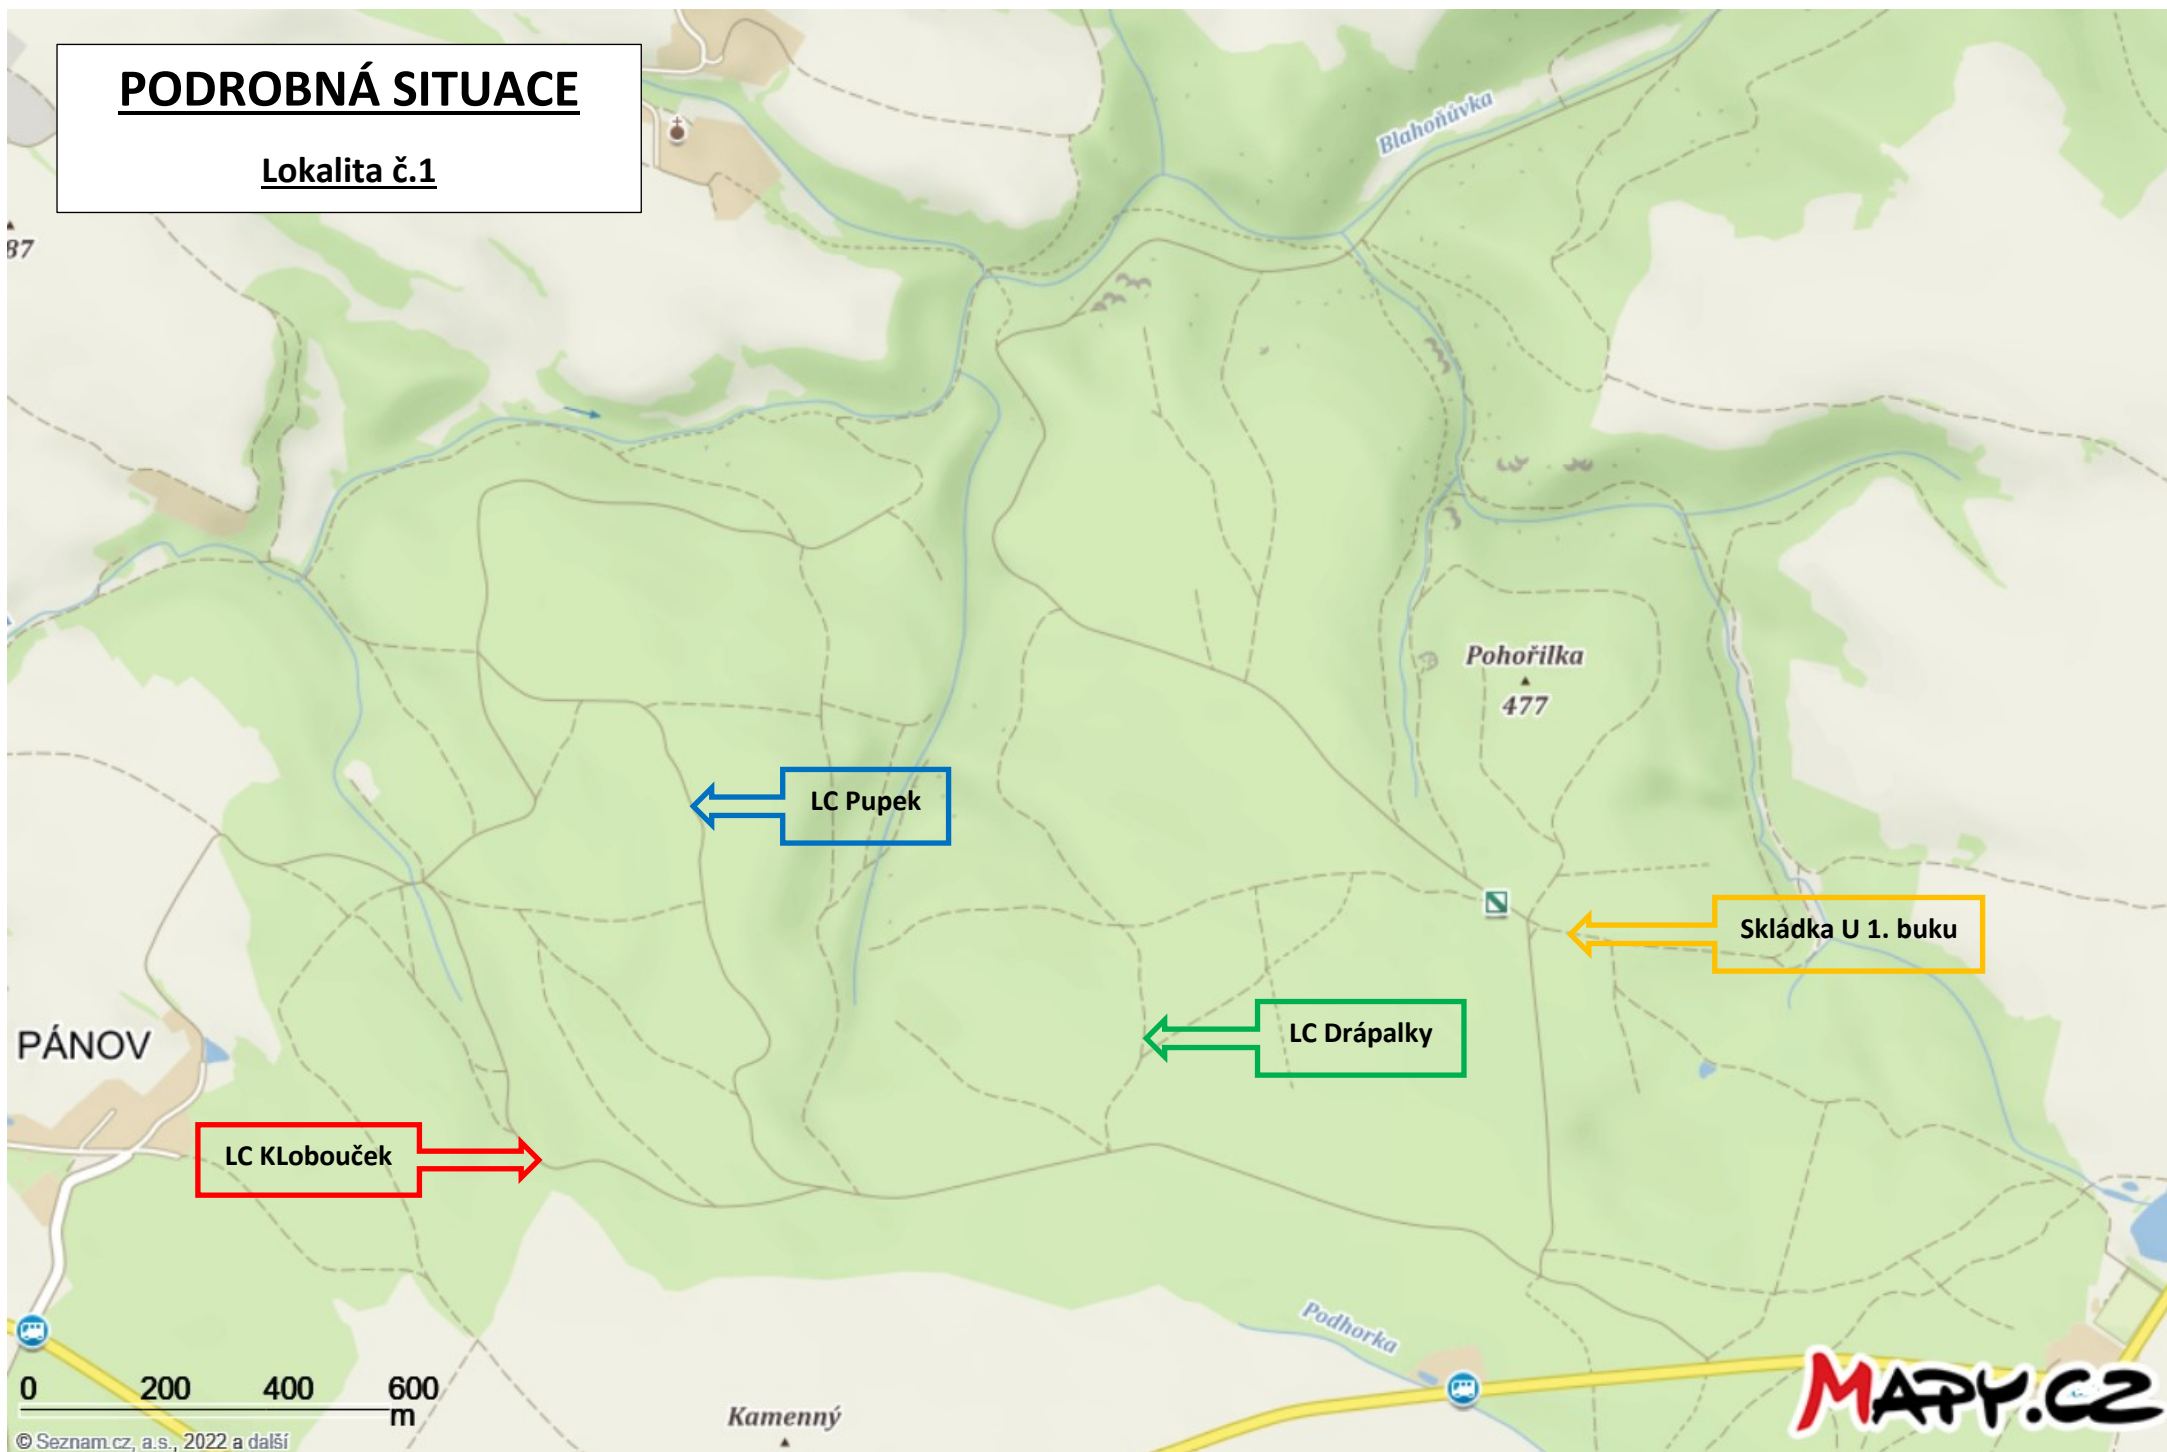 PODROBNÁ SITUACE
Lokalita č.1
Blahoňůvka
87
Pohořilka
477
LC Pupek
Skládka U 1. buku
LC Drápalky
PÁNOV
LC KLobouček
Podhorka
0 200 400 600
m
Kamenný
MAPY.CZ
© Seznam.cz, a.s., 2022 a další